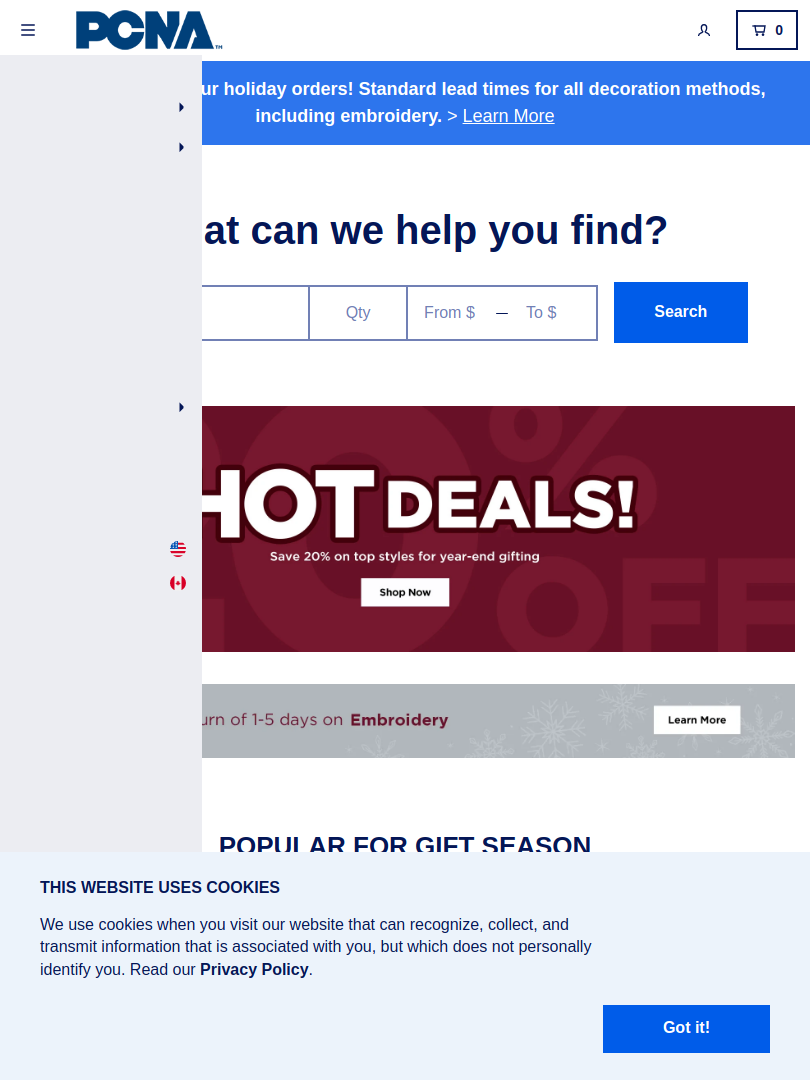 PCNA™
0
ur holiday orders! Standard lead times for all decoration methods,
including embroidery. > Learn More
at can we help you find?
Qty
From $ — To $
Search
HOT DEALS!
Save 20% on top styles for year-end gifting
Shop Now
% OFF
urn of 1-5 days on Embroidery
Learn More
POPULAR FOR GIFT SEASON
THIS WEBSITE USES COOKIES
We use cookies when you visit our website that can recognize, collect, and
transmit information that is associated with you, but which does not personally
identify you. Read our Privacy Policy.
Got it!